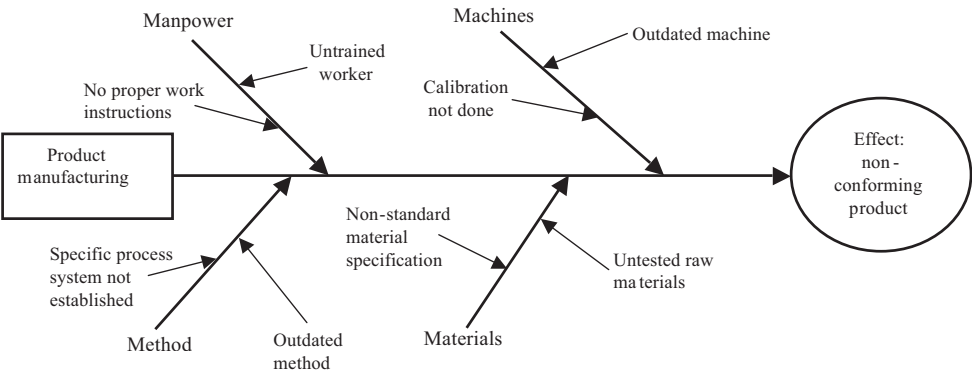 Manpower
Machines
Untrained
worker
Outdated machine
No proper work
instructions
Calibration
not done
Product
manufacturing
Effect:
non-
conforming
product
Non-standard
material
specification
Specific process
system not
established
Untested raw
materials
Method
Outdated
method
Materials